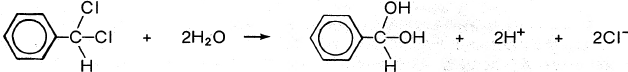 Cl OH
C—Cl + 2H₂O → C—OH + 2H⁺ + 2Cl⁻
H H